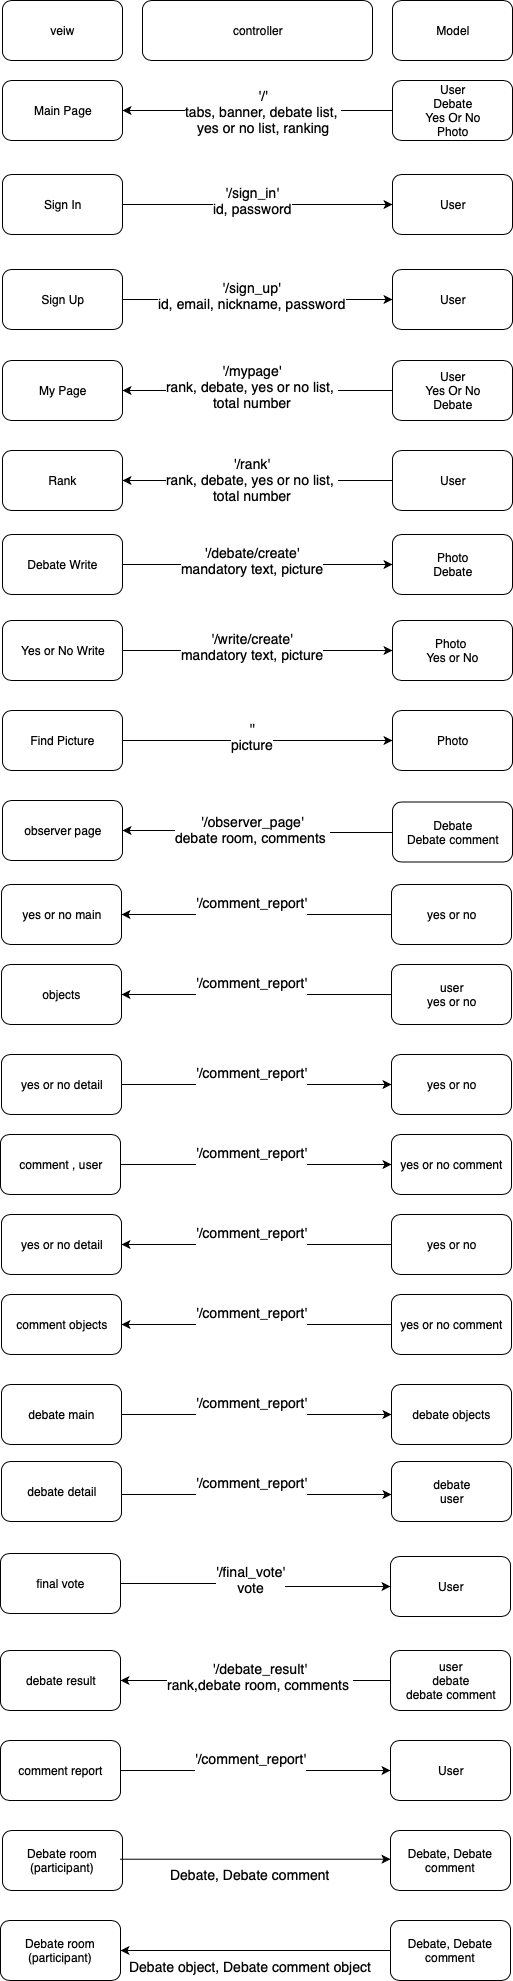 veiw
controller
Model
Main Page
'/'
tabs, banner, debate list,
yes or no list, ranking
User
Debate
Yes Or No
Photo
Sign In
'/sign_in'
id, password
User
Sign Up
'/sign_up'
id, email, nickname, password
User
My Page
'/mypage'
rank, debate, yes or no list,
total number
User
Yes Or No
Debate
Rank
'/rank'
rank, debate, yes or no list,
total number
User
Debate Write
'/debate/create'
mandatory text, picture
Photo
Debate
Yes or No Write
'/write/create'
mandatory text, picture
Photo
Yes or No
Find Picture
''
picture
Photo
observer page
'/observer_page'
debate room, comments
Debate
Debate comment
yes or no main
'/comment_report'
yes or no
objects
'/comment_report'
user
yes or no
yes or no detail
'/comment_report'
yes or no
comment , user
'/comment_report'
yes or no comment
yes or no detail
'/comment_report'
yes or no
comment objects
'/comment_report'
yes or no comment
debate main
'/comment_report'
debate objects
debate detail
'/comment_report'
debate
user
final vote
'/final_vote'
vote
User
debate result
'/debate_result'
rank,debate room, comments
user
debate
debate comment
comment report
'/comment_report'
User
Debate room
(participant)
Debate, Debate comment
Debate, Debate
comment
Debate room
(participant)
Debate object, Debate comment object
Debate, Debate
comment